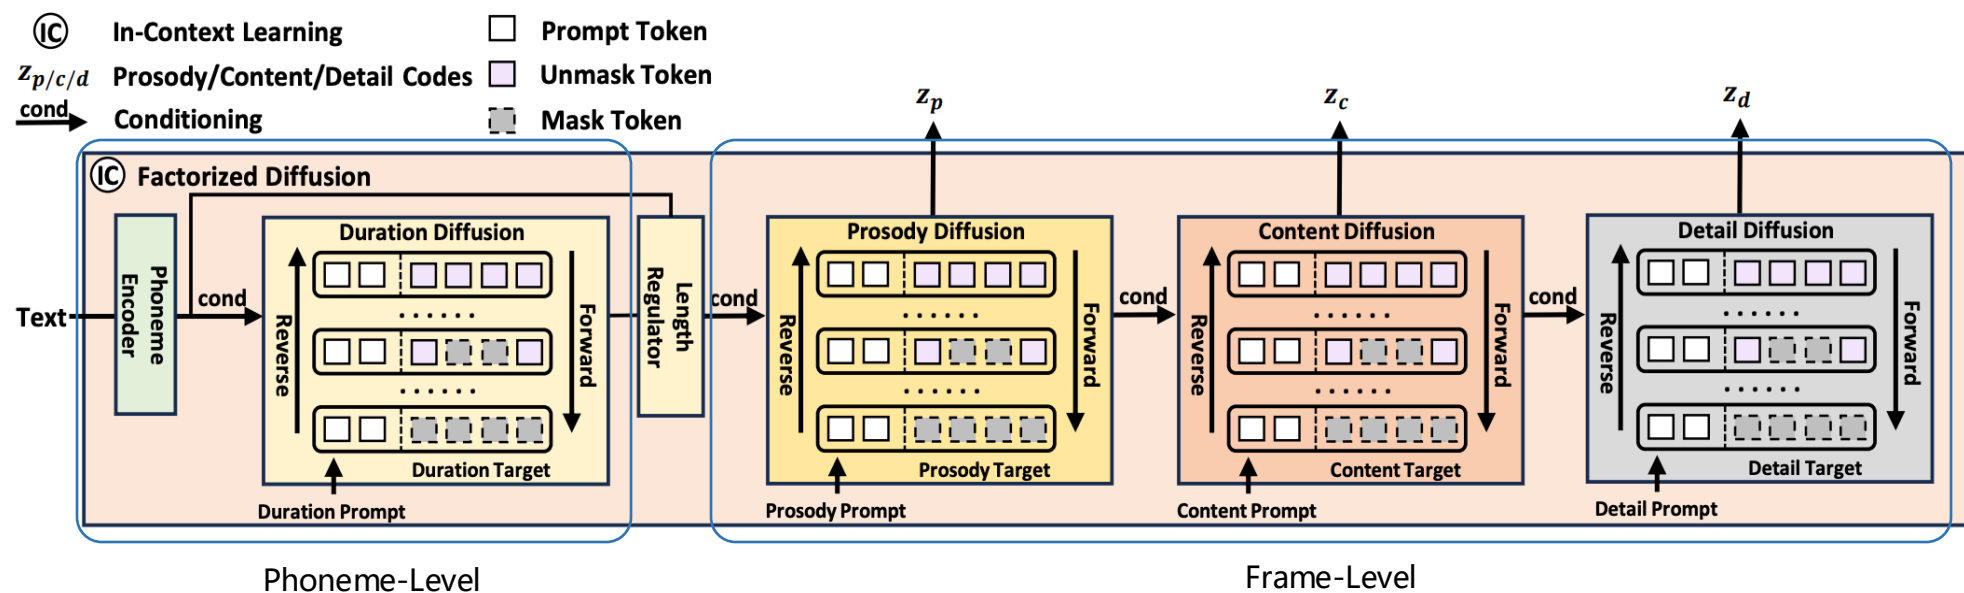 IC In-Context Learning
z_p/c/d Prosody/Content/Detail Codes
cond Conditioning
Prompt Token
Unmask Token
Mask Token
z_p
z_c
z_d
IC Factorized Diffusion
Text
Phoneme Encoder
cond
Duration Diffusion
Reverse
Forward
......
......
Duration Target
Duration Prompt
Length Regulator
cond
Prosody Diffusion
Reverse
Forward
......
......
Prosody Target
Prosody Prompt
cond
Content Diffusion
Reverse
Forward
......
......
Content Target
Content Prompt
cond
Detail Diffusion
Reverse
Forward
......
......
Detail Target
Detail Prompt
Phoneme-Level
Frame-Level